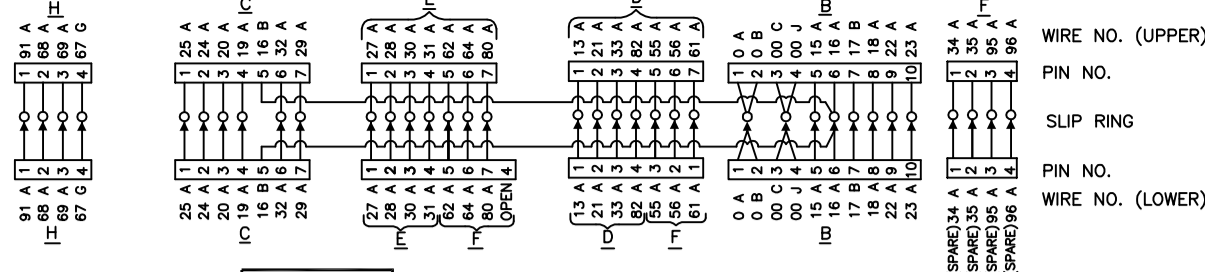 H C E D B F
91 A 68 A 69 A 67 G 25 A 24 A 20 A 19 A 16 B 32 A 29 A 27 A 28 A 30 A 31 A 62 A 64 A 80 A 13 A 21 A 33 A 82 A 55 A 56 A 61 A 0 A 0 B 00 C 00 J 15 A 16 A 17 B 18 A 22 A 23 A 34 A 35 A 95 A 96 A WIRE NO. (UPPER)
1 2 3 4 1 2 3 4 5 6 7 1 2 3 4 5 6 7 1 2 3 4 5 6 7 1 2 3 4 5 6 7 8 9 10 1 2 3 4 PIN NO.
SLIP RING
1 2 3 4 1 2 3 4 5 6 7 1 2 3 4 5 6 7 4 1 2 3 4 3 2 1 1 2 3 4 5 6 7 8 9 10 1 2 3 4 PIN NO.
91 A 68 A 69 A 67 G 25 A 24 A 20 A 19 A 16 B 32 A 29 A 27 A 28 A 30 A 31 A 62 A 64 A 80 A OPEN 13 A 21 A 33 A 82 A 55 A 56 A 61 A 0 A 0 B 00 C 00 J 15 A 16 A 17 B 18 A 22 A 23 A SPARE)34 A SPARE)35 A SPARE)95 A (SPARE)96 A WIRE NO. (LOWER)
H C E F D F B